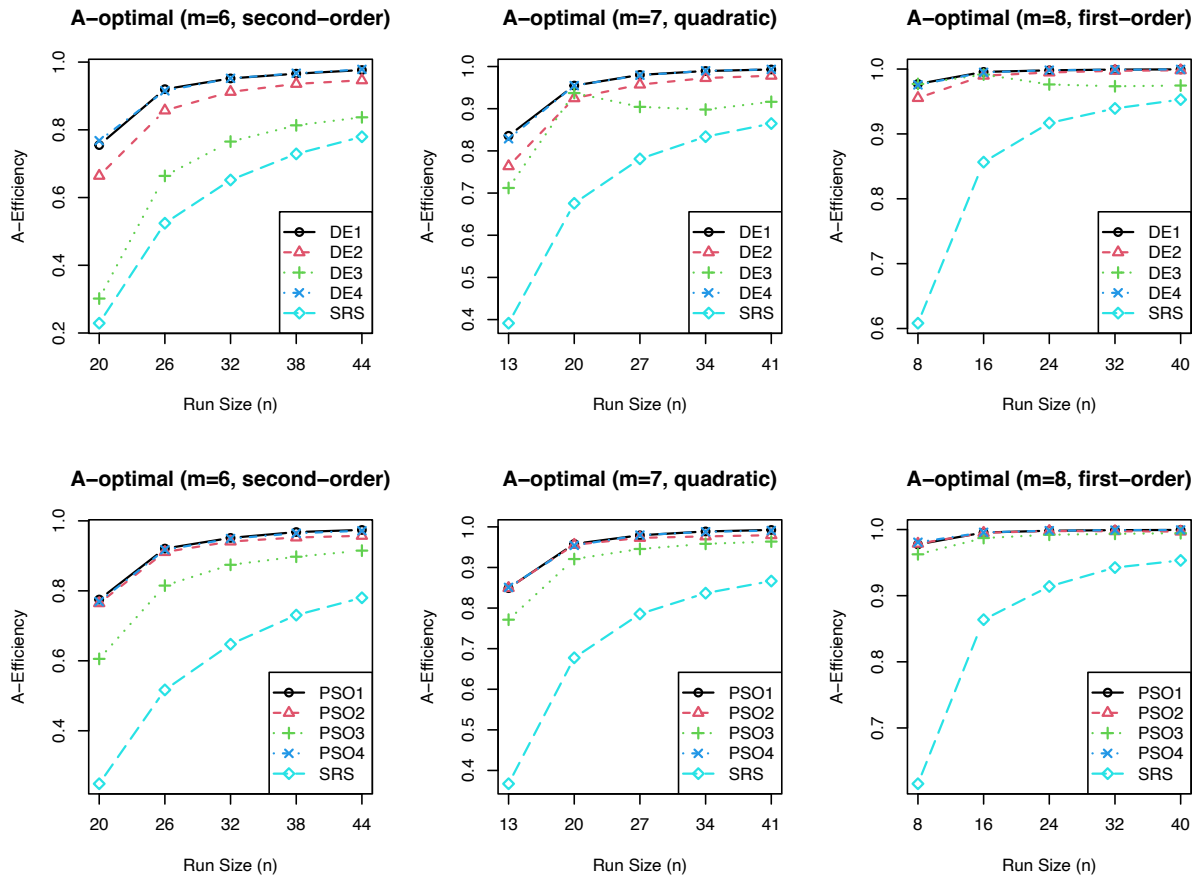 A−optimal (m=6, second−order)
A−Efficiency
0.2 0.4 0.6 0.8 1.0
DE1
DE2
DE3
DE4
SRS
20 26 32 38 44
Run Size (n)
A−optimal (m=7, quadratic)
A−Efficiency
0.4 0.5 0.6 0.7 0.8 0.9 1.0
DE1
DE2
DE3
DE4
SRS
13 20 27 34 41
Run Size (n)
A−optimal (m=8, first−order)
A−Efficiency
0.6 0.7 0.8 0.9 1.0
DE1
DE2
DE3
DE4
SRS
8 16 24 32 40
Run Size (n)
A−optimal (m=6, second−order)
A−Efficiency
0.4 0.6 0.8 1.0
PSO1
PSO2
PSO3
PSO4
SRS
20 26 32 38 44
Run Size (n)
A−optimal (m=7, quadratic)
A−Efficiency
0.4 0.5 0.6 0.7 0.8 0.9 1.0
PSO1
PSO2
PSO3
PSO4
SRS
13 20 27 34 41
Run Size (n)
A−optimal (m=8, first−order)
A−Efficiency
0.7 0.8 0.9 1.0
PSO1
PSO2
PSO3
PSO4
SRS
8 16 24 32 40
Run Size (n)